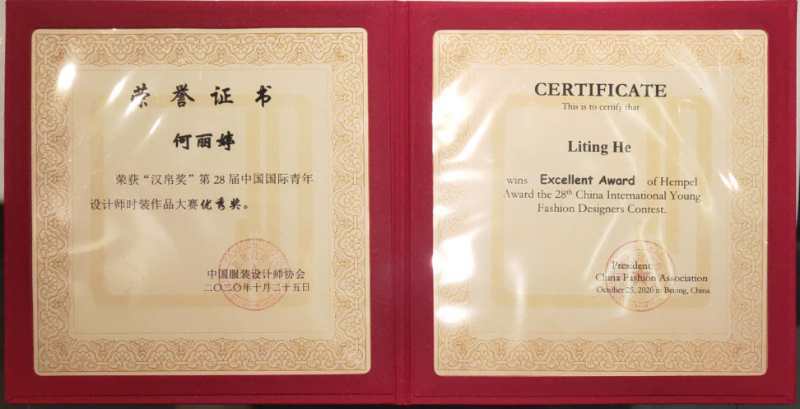 荣誉证书
何丽婷
荣获“汉帛奖”第28届中国国际青年
设计师时装作品大赛优秀奖。
中国服装设计师协会
二〇二〇年十月二十五日
CERTIFICATE
This is to certify that
Liting He
wins Excellent Award of Hempel
Award the 28th China International Young
Fashion Designers Contest.
President
China Fashion Association
October 25, 2020 in Beijing, China